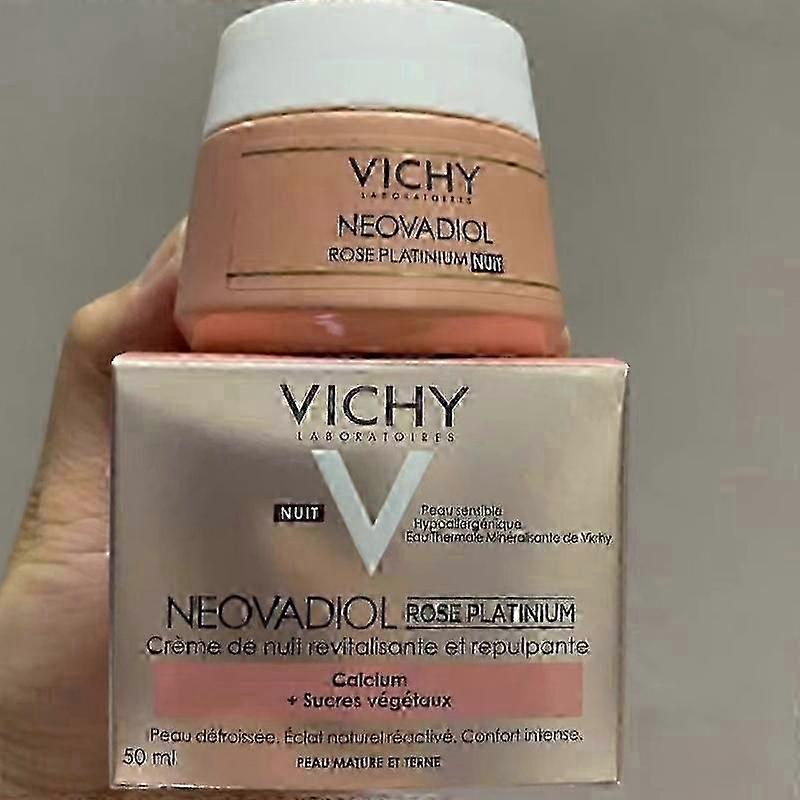 VICHY
LABORATOIRES
NEOVADIOL
ROSE PLATINIUM NUIT
VICHY
LABORATOIRES
NUIT
Peau sensible
Hypoallergénique
Eau Thermale Minéralisante de Vichy
NEOVADIOL ROSE PLATINIUM
Crème de nuit revitalisante et repulpante
Calcium
+ Sucres végétaux
Peau défroissée. Éclat naturel réactivé. Confort intense.
50 ml
PEAU MATURE ET TERNE